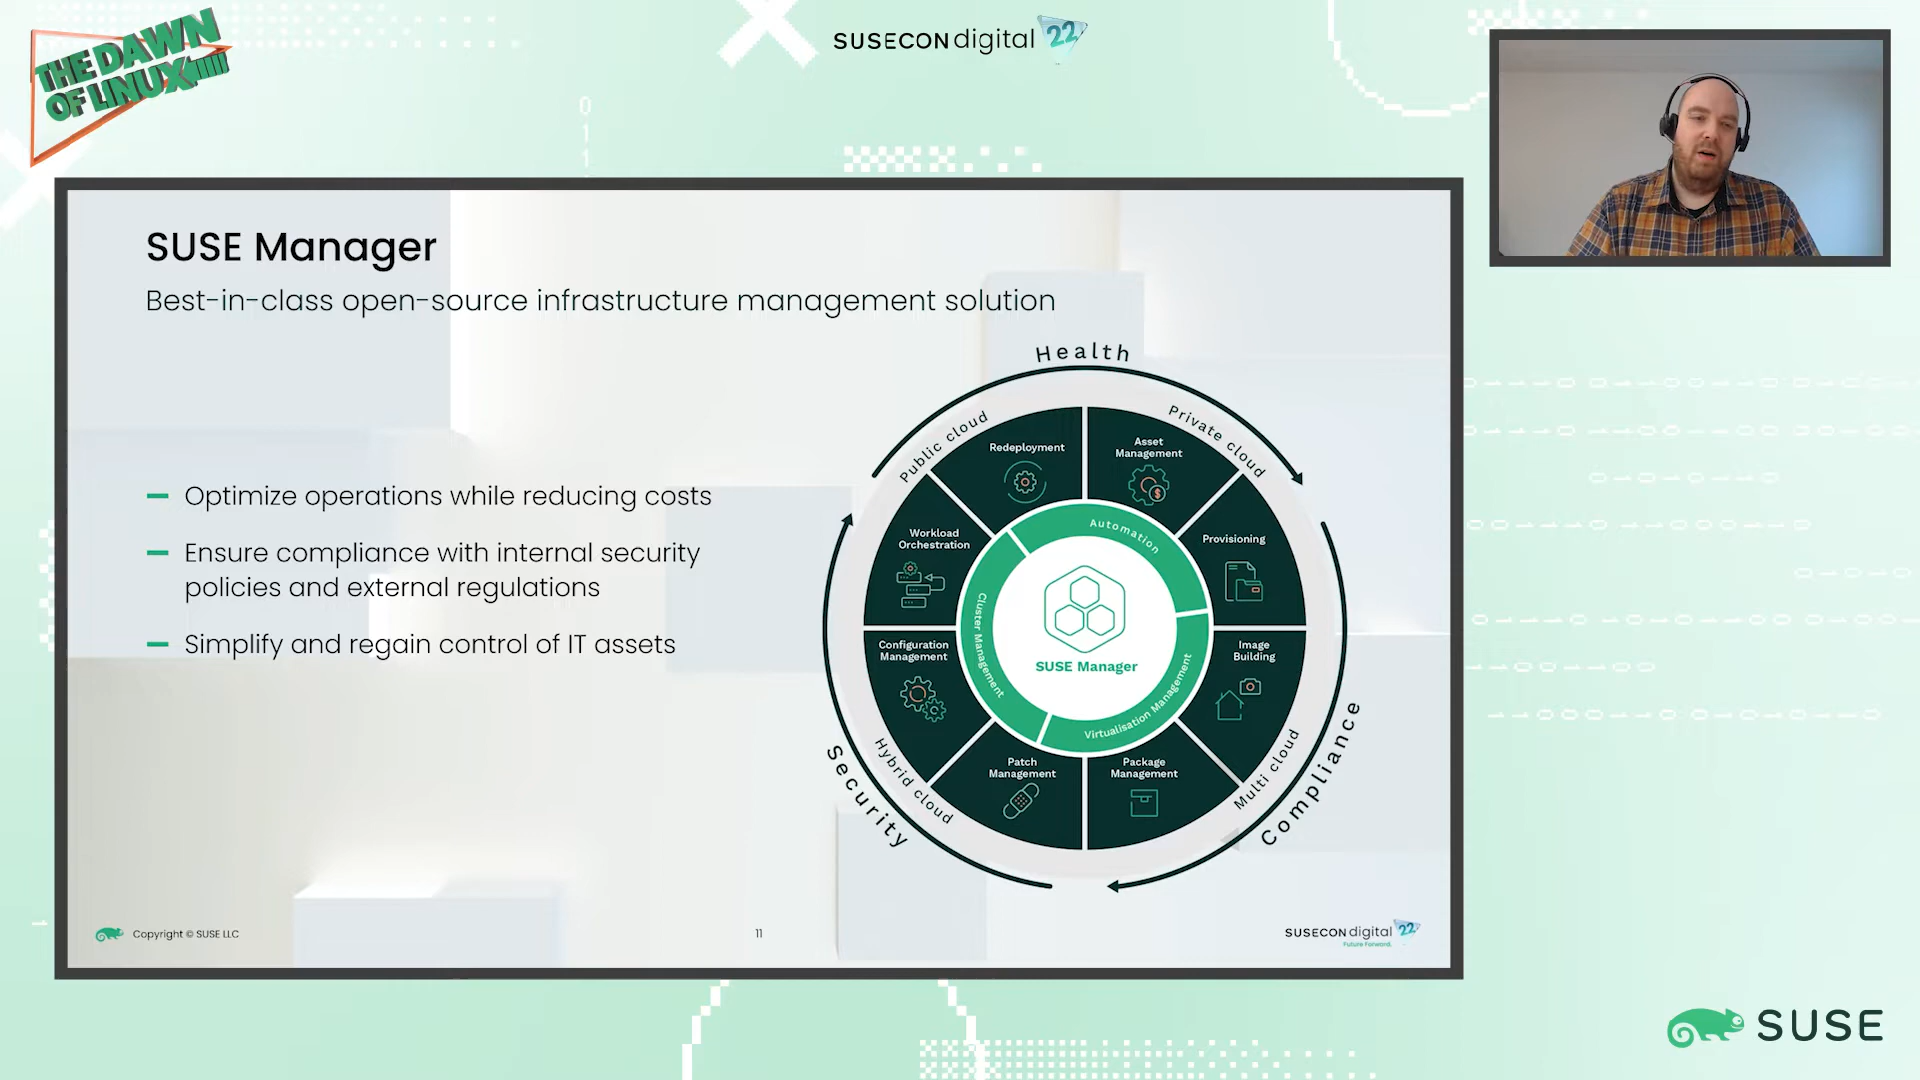 THE DAWN
OF LINUX
SUSECON digital 22
0
1
1
SUSE Manager
Best-in-class open-source infrastructure management solution
Optimize operations while reducing costs
Ensure compliance with internal security
policies and external regulations
Simplify and regain control of IT assets
Health
Public cloud
Private cloud
Redeployment
Asset
Management
Workload
Orchestration
Automation
Provisioning
Cluster Management
SUSE Manager
Configuration
Management
Image
Building
Virtualisation Management
Patch
Management
Package
Management
Hybrid cloud
Multi cloud
Security
Compliance
Copyright © SUSE LLC
11
SUSECON digital 22
Future Forward.
SUSE